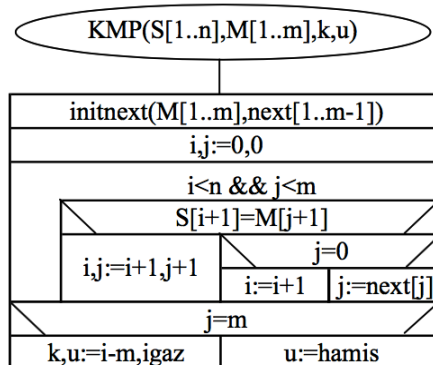 KMP(S[1..n],M[1..m],k,u)
initnext(M[1..m],next[1..m-1])
i,j:=0,0
i<n && j<m
S[i+1]=M[j+1]
i,j:=i+1,j+1
j=0
i:=i+1
j:=next[j]
j=m
k,u:=i-m,igaz
u:=hamis